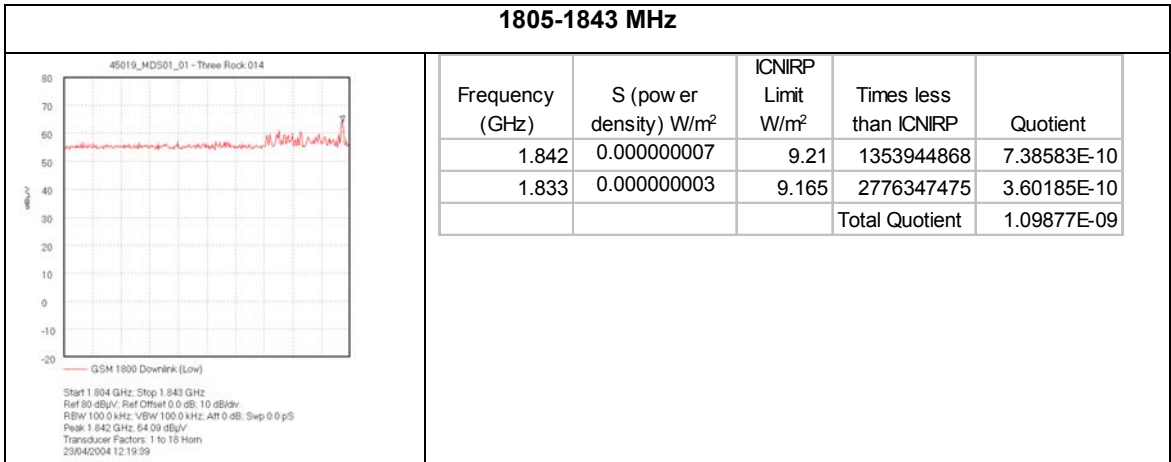 1805-1843 MHz
45019_MDS01_01 - Three Rock 014
80
70
60
50
40
30
20
10
0
-10
-20
dBµV
GSM 1800 Downlink (Low)
Start 1.804 GHz; Stop 1.843 GHz
Ref 80 dBµV; Ref Offset 0.0 dB; 10 dB/div
RBW 100.0 kHz; VBW 100.0 kHz; Att 0 dB; Swp 0.0 pS
Peak 1.842 GHz, 64.09 dBµV
Transducer Factors: 1 to 18 Horn
23/04/2004 12:19:39
Frequency (GHz) S (pow er density) W/m² ICNIRP Limit W/m² Times less than ICNIRP Quotient
1.842 0.000000007 9.21 1353944868 7.38583E-10
1.833 0.000000003 9.165 2776347475 3.60185E-10
Total Quotient 1.09877E-09